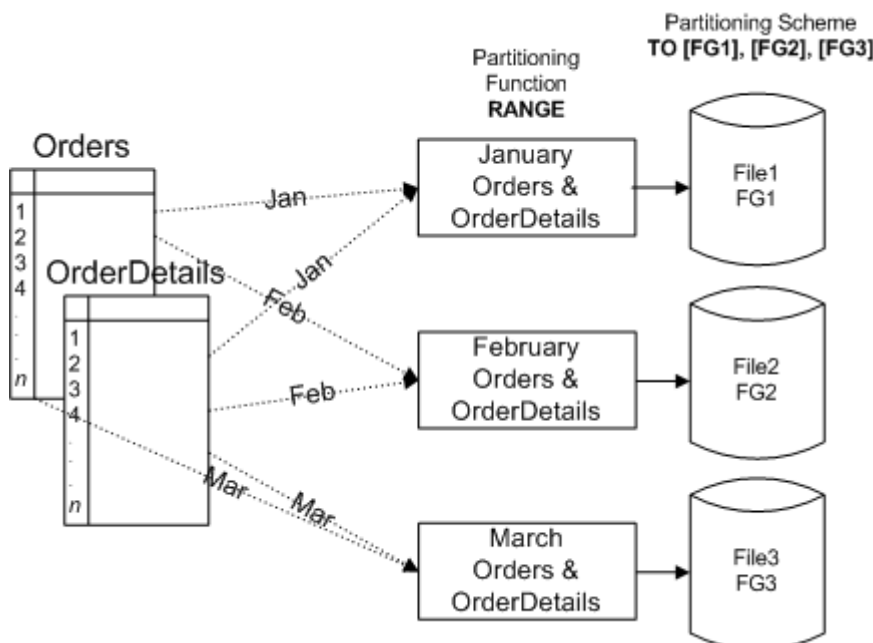 Partitioning Scheme
TO [FG1], [FG2], [FG3]
Partitioning
Function
RANGE
Orders
1
2
3
4
.
.
.
n
OrderDetails
1
2
3
4
.
.
.
n
Jan
Jan
Feb
Feb
Mar
Mar
January
Orders &
OrderDetails
File1
FG1
February
Orders &
OrderDetails
File2
FG2
March
Orders &
OrderDetails
File3
FG3